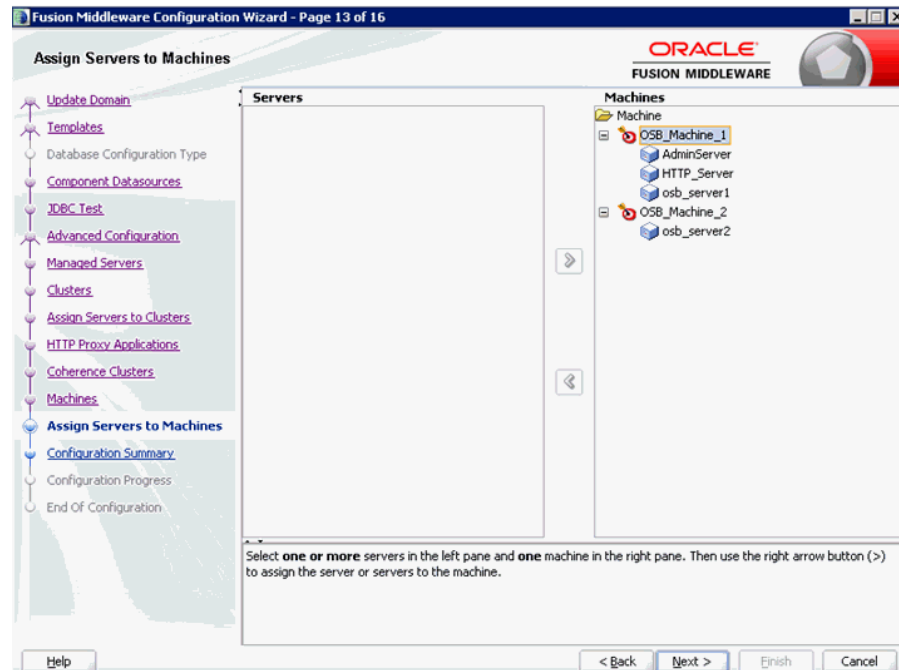 Fusion Middleware Configuration Wizard - Page 13 of 16
Assign Servers to Machines
ORACLE
FUSION MIDDLEWARE
Update Domain
Templates
Database Configuration Type
Component Datasources
JDBC Test
Advanced Configuration
Managed Servers
Clusters
Assign Servers to Clusters
HTTP Proxy Applications
Coherence Clusters
Machines
Assign Servers to Machines
Configuration Summary
Configuration Progress
End Of Configuration
Servers
Machines
Machine
OSB_Machine_1
AdminServer
HTTP_Server
osb_server1
OSB_Machine_2
osb_server2
Select one or more servers in the left pane and one machine in the right pane. Then use the right arrow button (>)
to assign the server or servers to the machine.
Help
< Back
Next >
Finish
Cancel